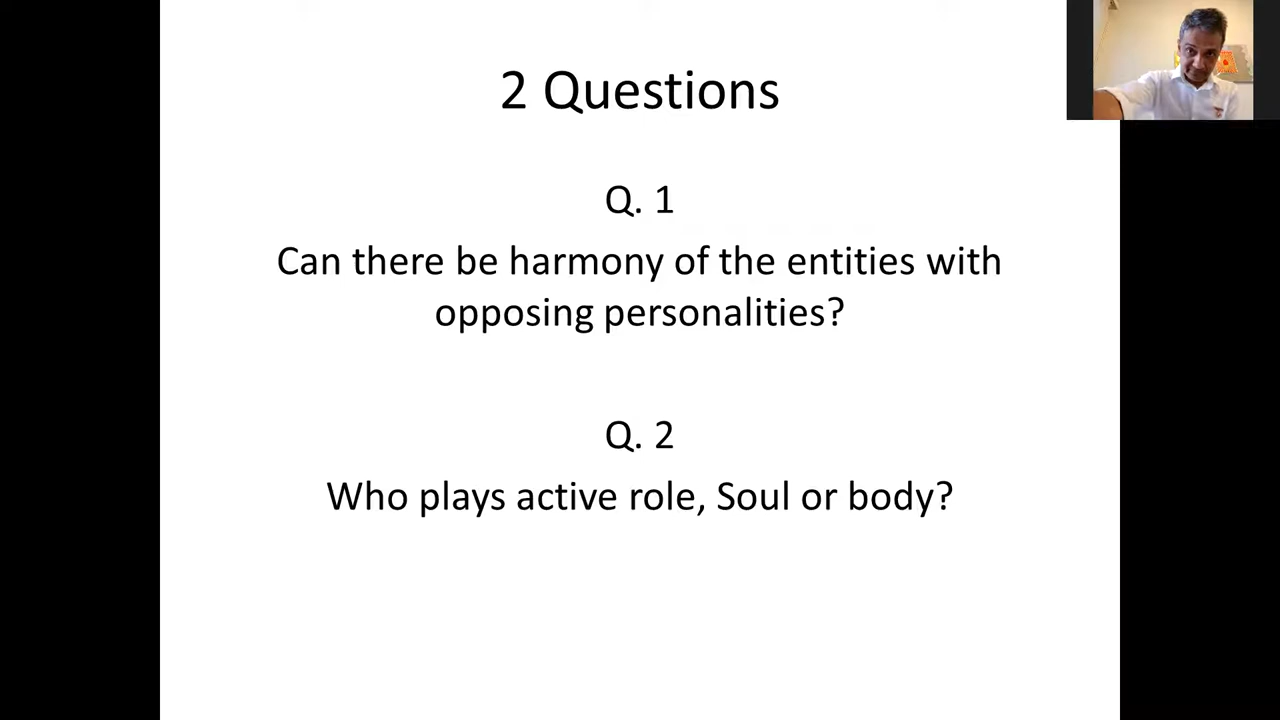 2 Questions
Q. 1
Can there be harmony of the entities with
opposing personalities?
Q. 2
Who plays active role, Soul or body?